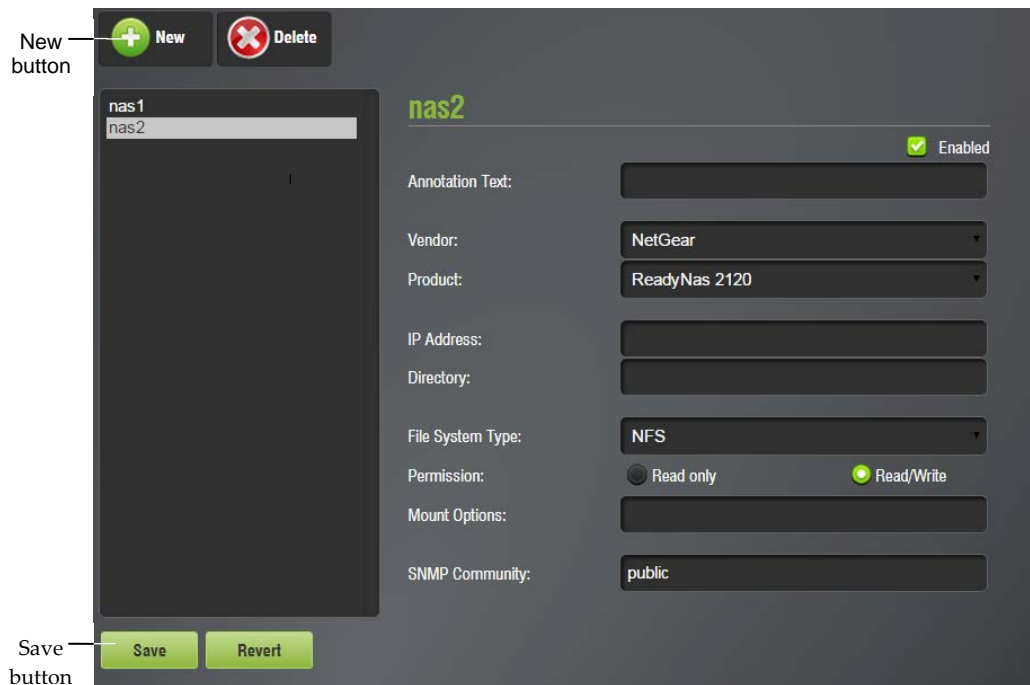 New
button
New
Delete
nas1
nas2
nas2
Enabled
Annotation Text:
Vendor: NetGear
Product: ReadyNas 2120
IP Address:
Directory:
File System Type: NFS
Permission: Read only Read/Write
Mount Options:
SNMP Community: public
Save
button
Save
Revert